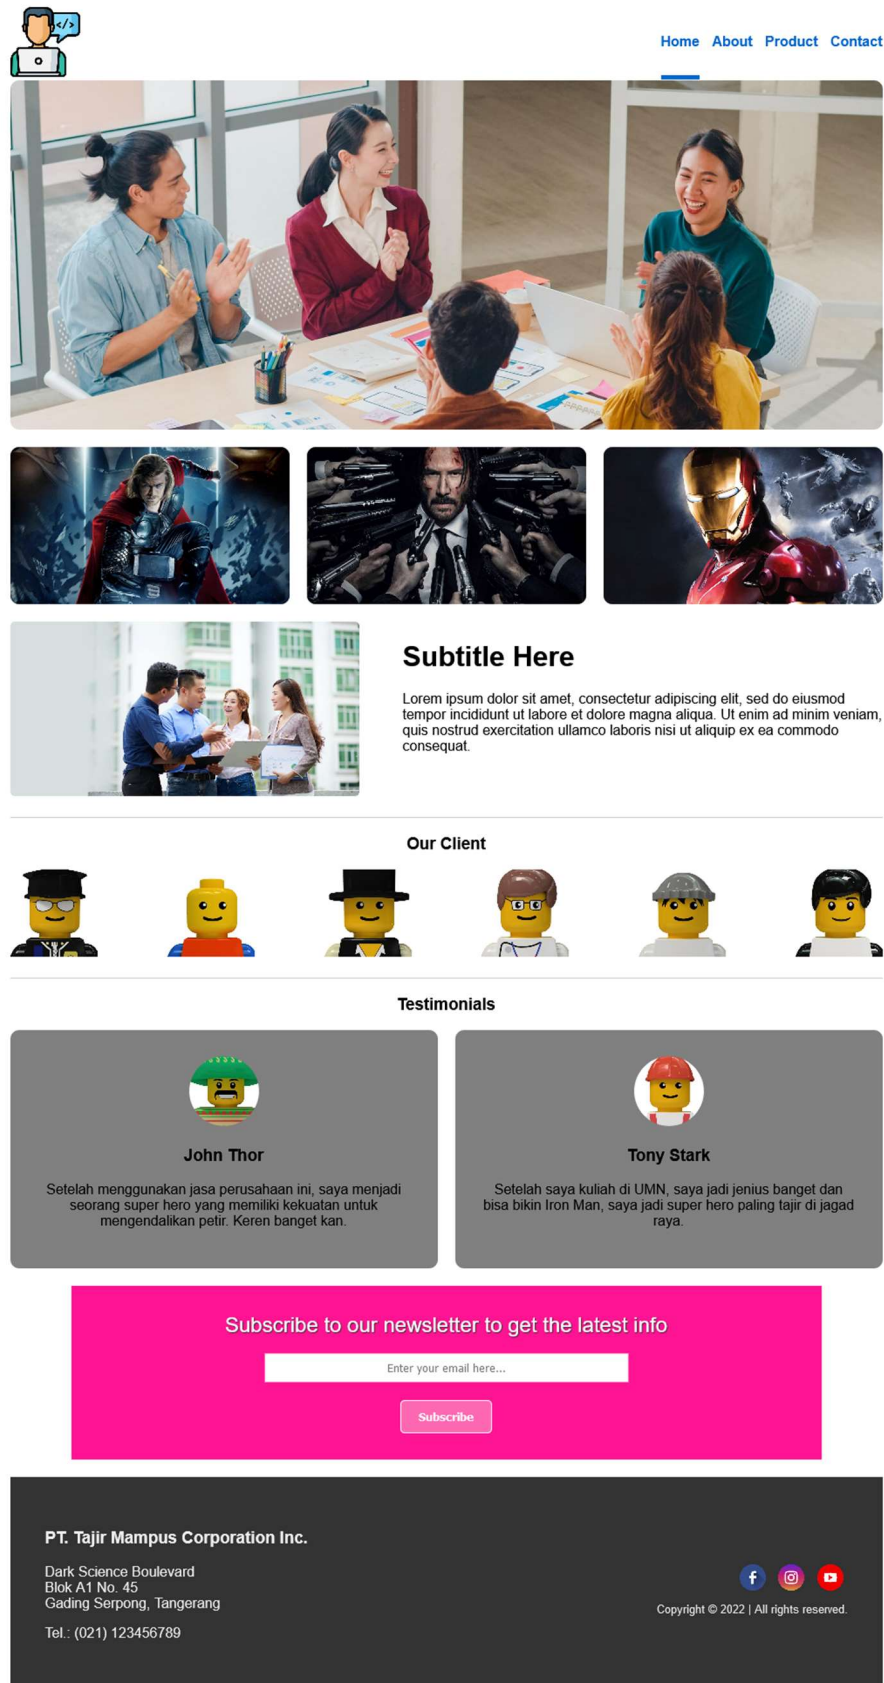 </>
Home About Product Contact
Subtitle Here
Lorem ipsum dolor sit amet, consectetur adipiscing elit, sed do eiusmod
tempor incididunt ut labore et dolore magna aliqua. Ut enim ad minim veniam,
quis nostrud exercitation ullamco laboris nisi ut aliquip ex ea commodo
consequat.
Our Client
Testimonials
John Thor
Setelah menggunakan jasa perusahaan ini, saya menjadi
seorang super hero yang memiliki kekuatan untuk
mengendalikan petir. Keren banget kan.
Tony Stark
Setelah saya kuliah di UMN, saya jadi jenius banget dan
bisa bikin Iron Man, saya jadi super hero paling tajir di jagad
raya.
Subscribe to our newsletter to get the latest info
Enter your email here...
Subscribe
PT. Tajir Mampus Corporation Inc.
Dark Science Boulevard
Blok A1 No. 45
Gading Serpong, Tangerang
Tel.: (021) 123456789
Copyright © 2022 | All rights reserved.